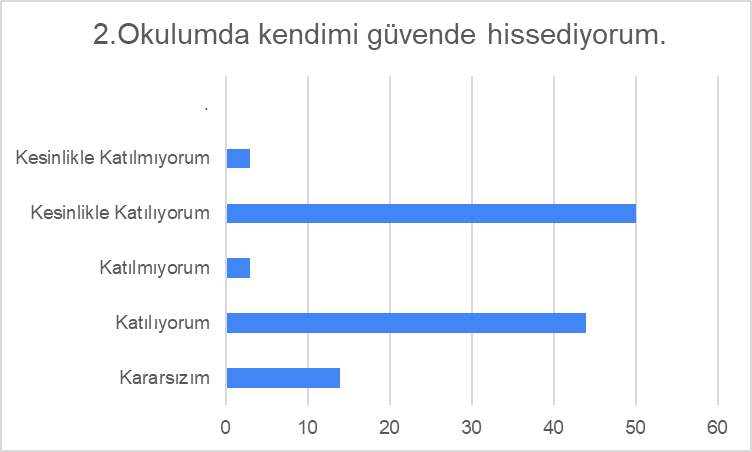 2.Okulumda kendimi güvende hissediyorum.
.
Kesinlikle Katılmıyorum
Kesinlikle Katılıyorum
Katılmıyorum
Katılıyorum
Kararsızım
0 10 20 30 40 50 60